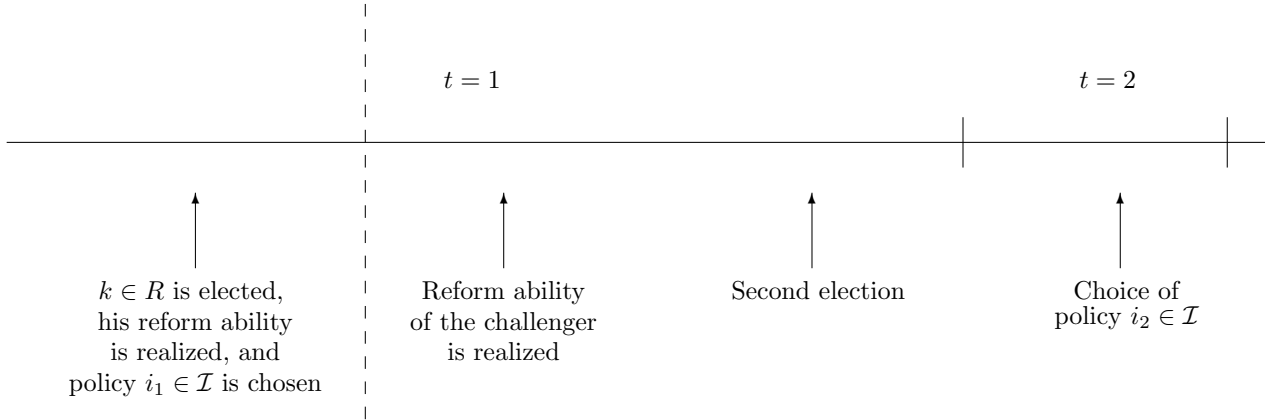 t = 1
t = 2
k ∈ R is elected,
his reform ability
is realized, and
policy i₁ ∈ ℐ is chosen
Reform ability
of the challenger
is realized
Second election
Choice of
policy i₂ ∈ ℐ